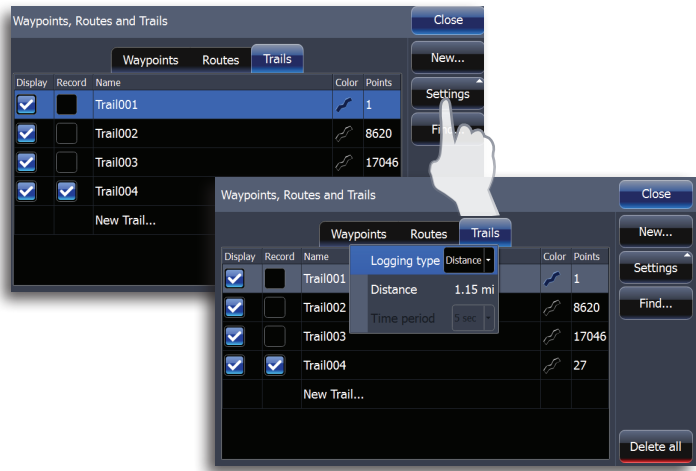 Waypoints, Routes and Trails
Close
Waypoints Routes Trails
New...
Display Record Name Color Points
Settings
Trail001 1
Trail002 8620
Trail003 17046
Trail004
New Trail...
Waypoints, Routes and Trails
Close
Waypoints Routes Trails
New...
Display Record Name Color Points
Logging type Distance
Settings
Trail001 1
Distance 1.15 mi
Find...
Trail002 8620
Time period 5 sec
Trail003 17046
Trail004 27
New Trail...
Delete all